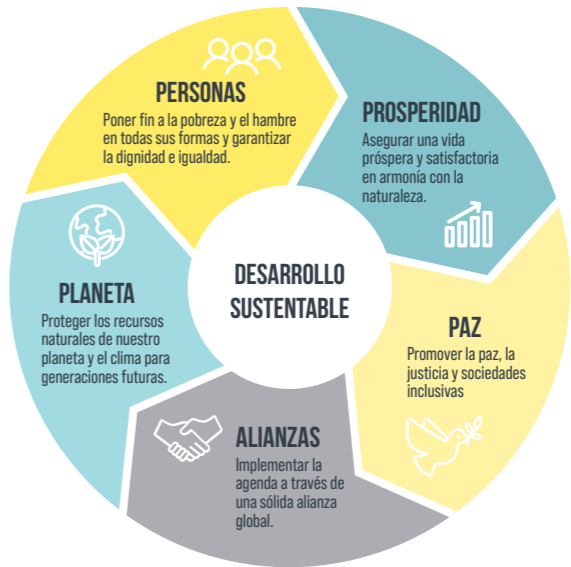 PERSONAS
Poner fin a la pobreza y el hambre
en todas sus formas y garantizar
la dignidad e igualdad.
PROSPERIDAD
Asegurar una vida
próspera y satisfactoria
en armonía con la
naturaleza.
PAZ
Promover la paz, la
justicia y sociedades
inclusivas
ALIANZAS
Implementar la
agenda a través de
una sólida alianza
global.
PLANETA
Proteger los recursos
naturales de nuestro
planeta y el clima para
generaciones futuras.
DESARROLLO
SUSTENTABLE